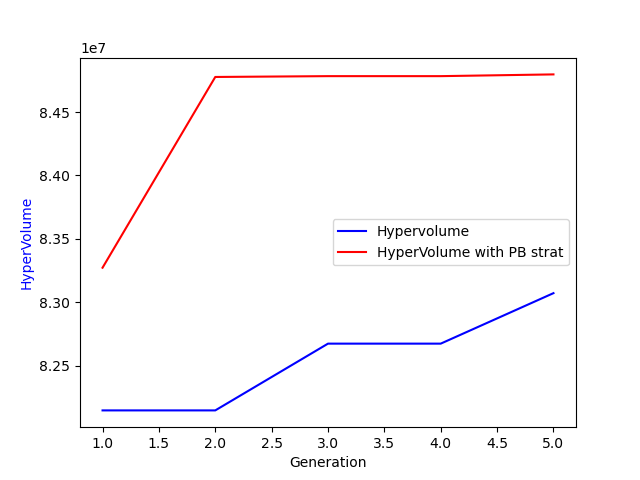 1e7
8.45
8.40
8.35
8.30
8.25
HyperVolume
Hypervolume
HyperVolume with PB strat
1.0 1.5 2.0 2.5 3.0 3.5 4.0 4.5 5.0
Generation